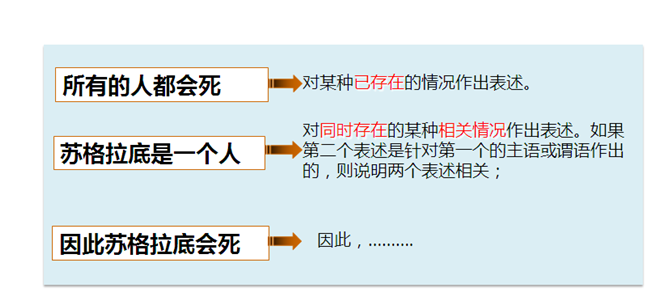 所有的人都会死
对某种已存在的情况作出表述。
苏格拉底是一个人
对同时存在的某种相关情况作出表述。如果
第二个表述是针对第一个的主语或谓语作出
的，则说明两个表述相关；
因此苏格拉底会死
因此，..........